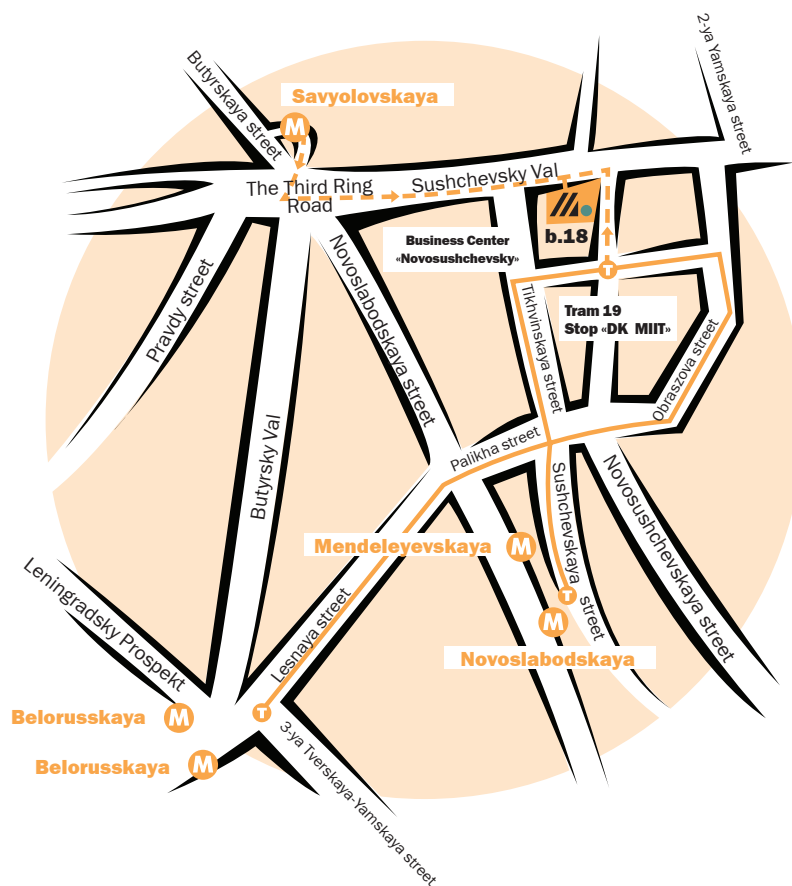 2-ya Yamskaya street
Butyrskaya street
Savyolovskaya
M
The Third Ring
Road
Sushchevsky Val
b.18
Business Center
«Novosushchevsky»
T
Tram 19
Stop «DK MIIT»
Pravdy street
Novoslabodskaya street
Tikhvinskaya street
Obraszova street
Butyrsky Val
Palikha street
Sushchevskaya street
Novosushchevskaya street
Mendeleyevskaya
M
T
M
Novoslabodskaya
Leningradsky Prospekt
Lesnaya street
Belorusskaya
M
T
Belorusskaya
M
3-ya Tverskaya-Yamskaya street